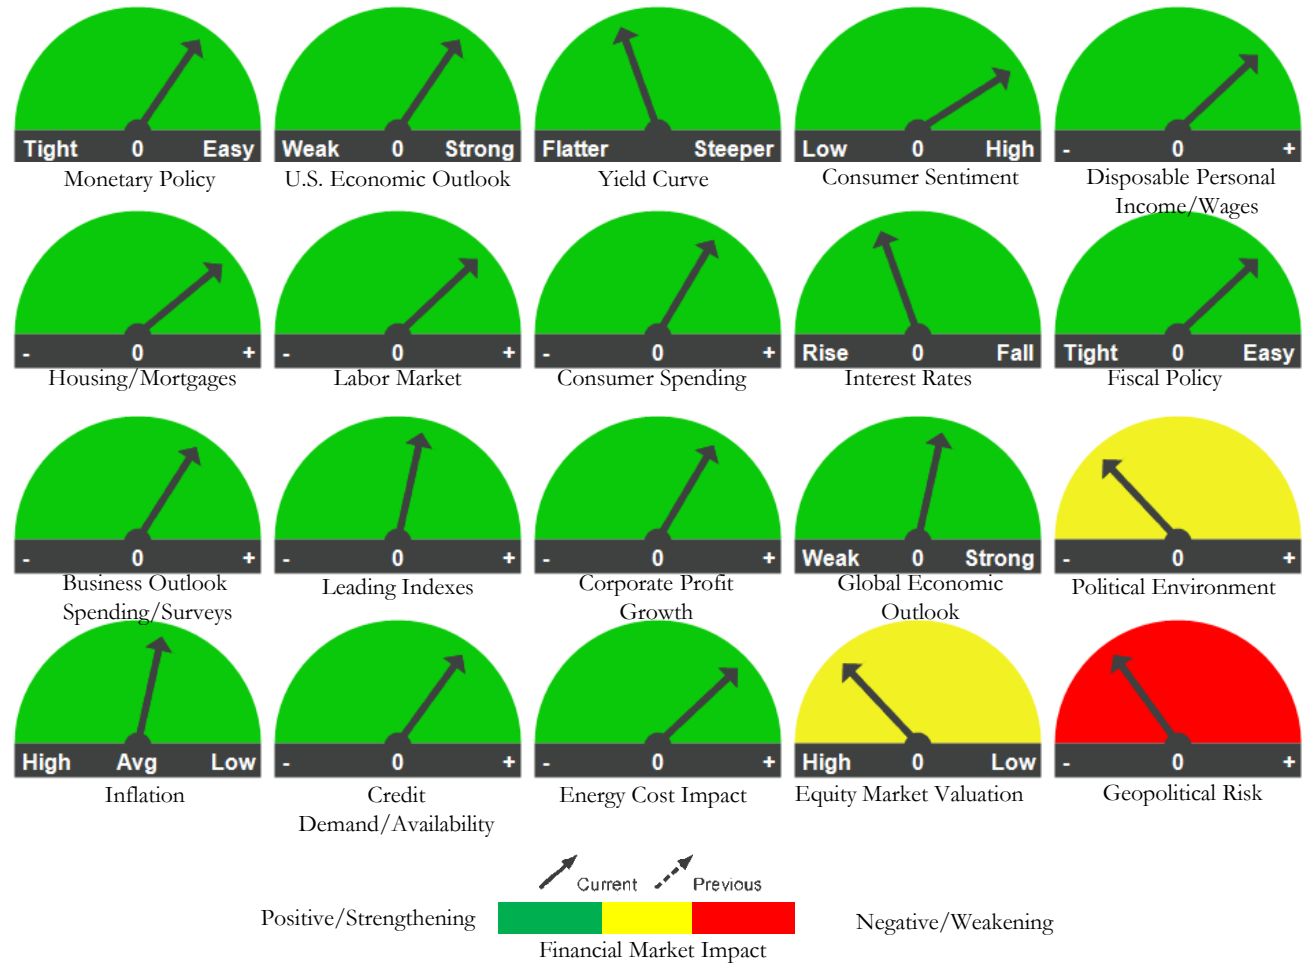 Tight 0 Easy
Weak 0 Strong
Flatter Steeper
Low 0 High
- 0 +
Monetary Policy
U.S. Economic Outlook
Yield Curve
Consumer Sentiment
Disposable Personal
Income/Wages
- 0 +
- 0 +
- 0 +
Rise 0 Fall
Tight 0 Easy
Housing/Mortgages
Labor Market
Consumer Spending
Interest Rates
Fiscal Policy
- 0 +
- 0 +
- 0 +
Weak 0 Strong
- 0 +
Business Outlook
Spending/Surveys
Leading Indexes
Corporate Profit
Growth
Global Economic
Outlook
Political Environment
High Avg Low
- 0 +
- 0 +
High 0 Low
- 0 +
Inflation
Credit
Demand/Availability
Energy Cost Impact
Equity Market Valuation
Geopolitical Risk
Current Previous
Positive/Strengthening
Negative/Weakening
Financial Market Impact